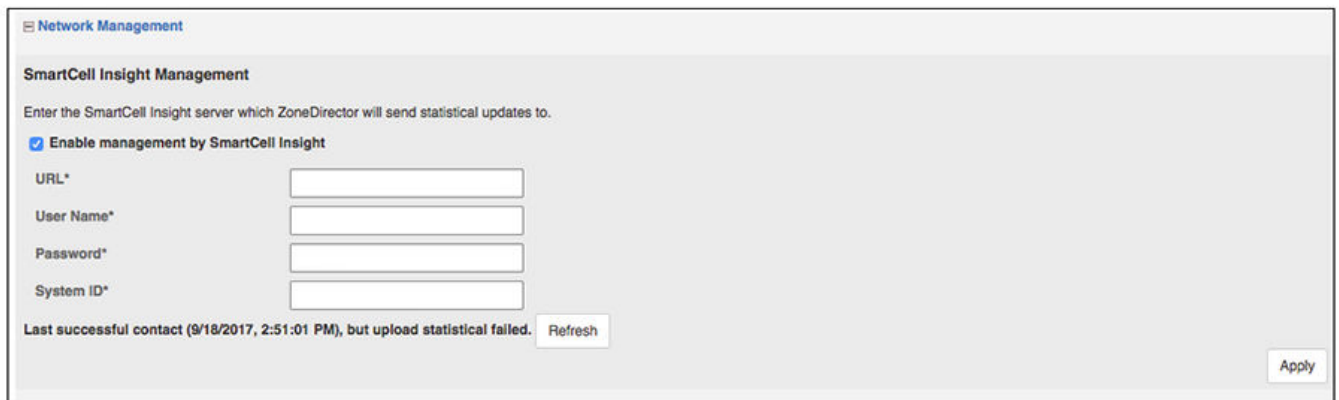 Network Management
SmartCell Insight Management
Enter the SmartCell Insight server which ZoneDirector will send statistical updates to.
Enable management by SmartCell Insight
URL*
User Name*
Password*
System ID*
Last successful contact (9/18/2017, 2:51:01 PM), but upload statistical failed. Refresh
Apply